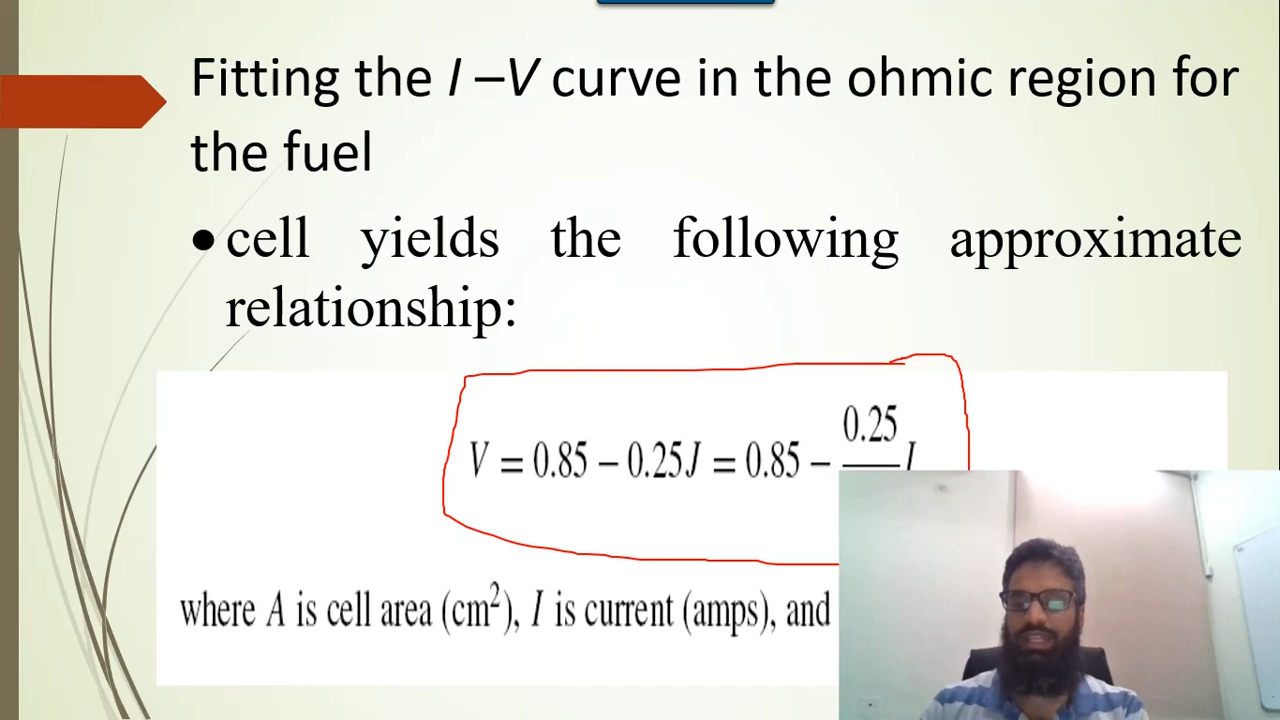 Fitting the I –V curve in the ohmic region for
the fuel
• cell yields the following approximate
relationship:
V = 0.85 – 0.25J = 0.85 – 0.25 I
where A is cell area (cm²), I is current (amps), and